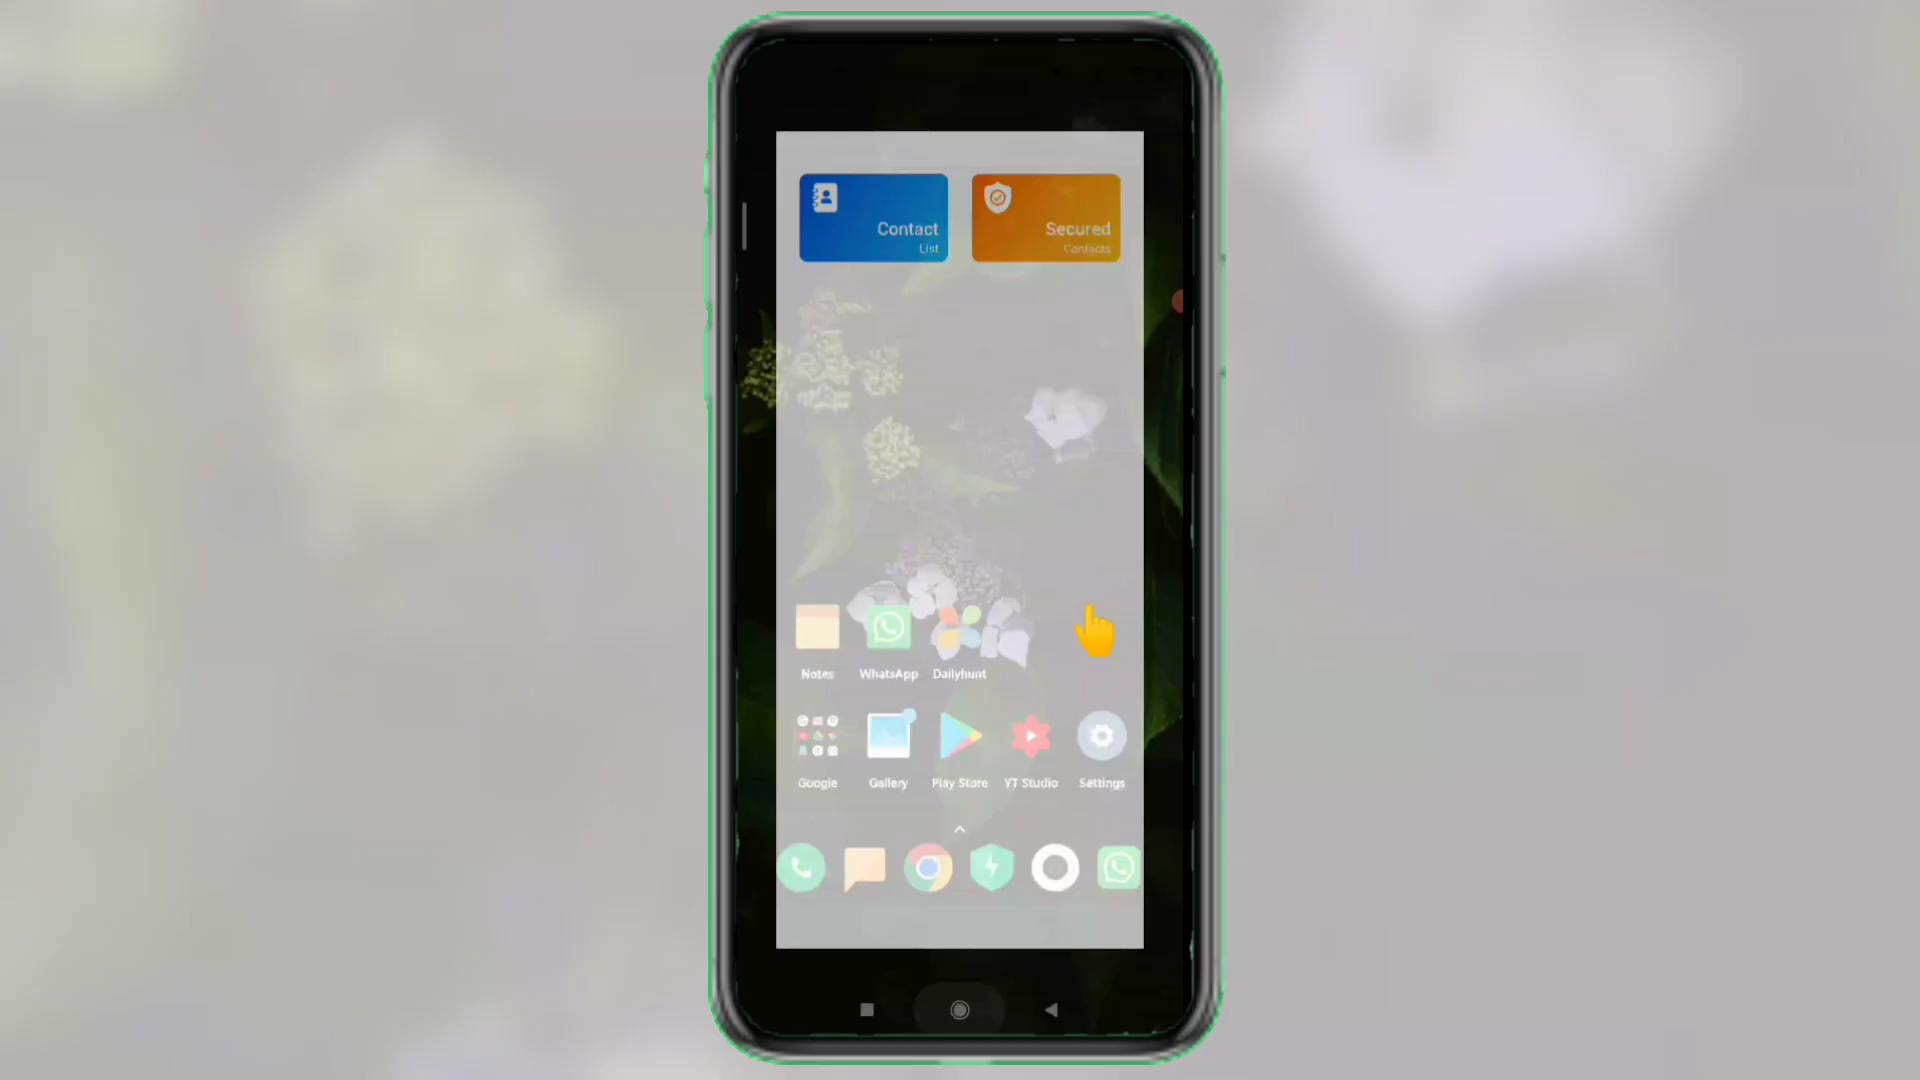 Contact
List
Secured
Contacts
Notes WhatsApp Dailyhunt
Google Gallery Play Store YT Studio Settings